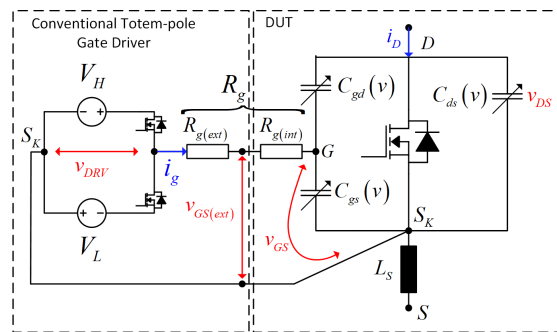 Conventional Totem-pole
Gate Driver
DUT
V_H
S_K
v_DRV
V_L
i_g
R_g
R_g(ext)
R_g(int)
v_GS(ext)
v_GS
G
i_D
D
C_gd(v)
C_ds(v)
v_DS
C_gs(v)
S_K
L_S
S